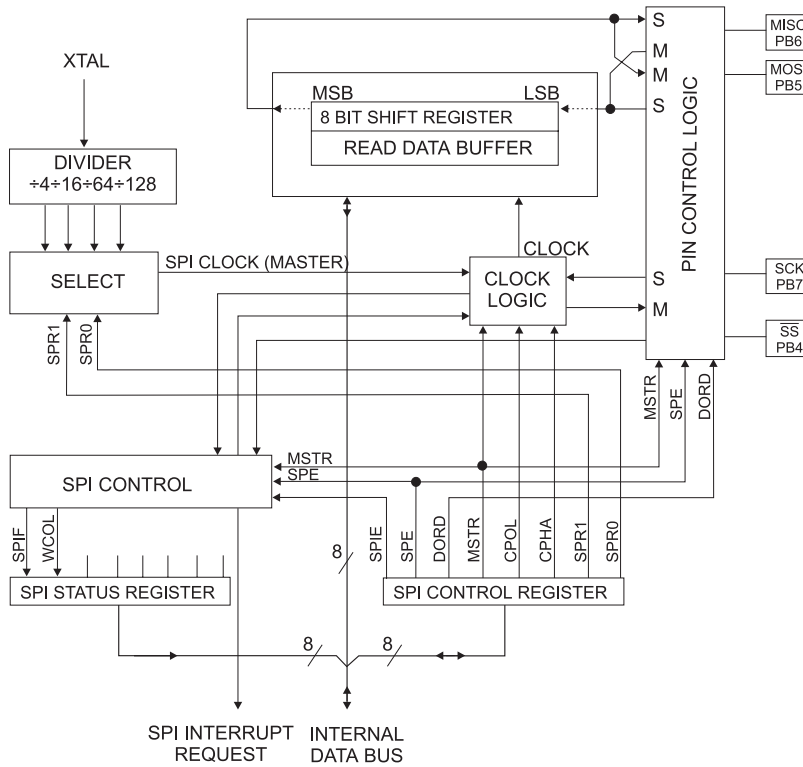 XTAL
DIVIDER
÷4÷16÷64÷128
SELECT
SPI CLOCK (MASTER)
SPR1
SPR0
MSB
LSB
8 BIT SHIFT REGISTER
READ DATA BUFFER
CLOCK
CLOCK
LOGIC
S
M
M
S
S
M
PIN CONTROL LOGIC
MISO
PB6
MOSI
PB5
SCK
PB7
SS
PB4
MSTR
SPE
DORD
SPI CONTROL
MSTR
SPE
SPIF
WCOL
SPI STATUS REGISTER
SPIE
SPE
DORD
MSTR
CPOL
CPHA
SPR1
SPR0
SPI CONTROL REGISTER
8
8
8
SPI INTERRUPT
REQUEST
INTERNAL
DATA BUS